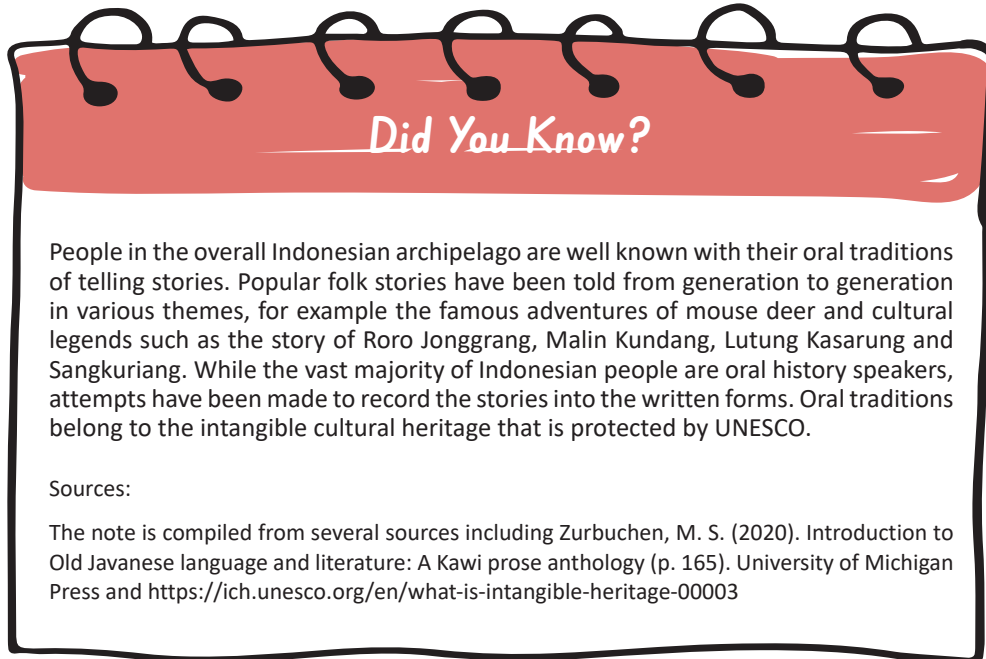 Did You Know?
People in the overall Indonesian archipelago are well known with their oral traditions
of telling stories. Popular folk stories have been told from generation to generation
in various themes, for example the famous adventures of mouse deer and cultural
legends such as the story of Roro Jonggrang, Malin Kundang, Lutung Kasarung and
Sangkuriang. While the vast majority of Indonesian people are oral history speakers,
attempts have been made to record the stories into the written forms. Oral traditions
belong to the intangible cultural heritage that is protected by UNESCO.
Sources:
The note is compiled from several sources including Zurbuchen, M. S. (2020). Introduction to
Old Javanese language and literature: A Kawi prose anthology (p. 165). University of Michigan
Press and https://ich.unesco.org/en/what-is-intangible-heritage-00003